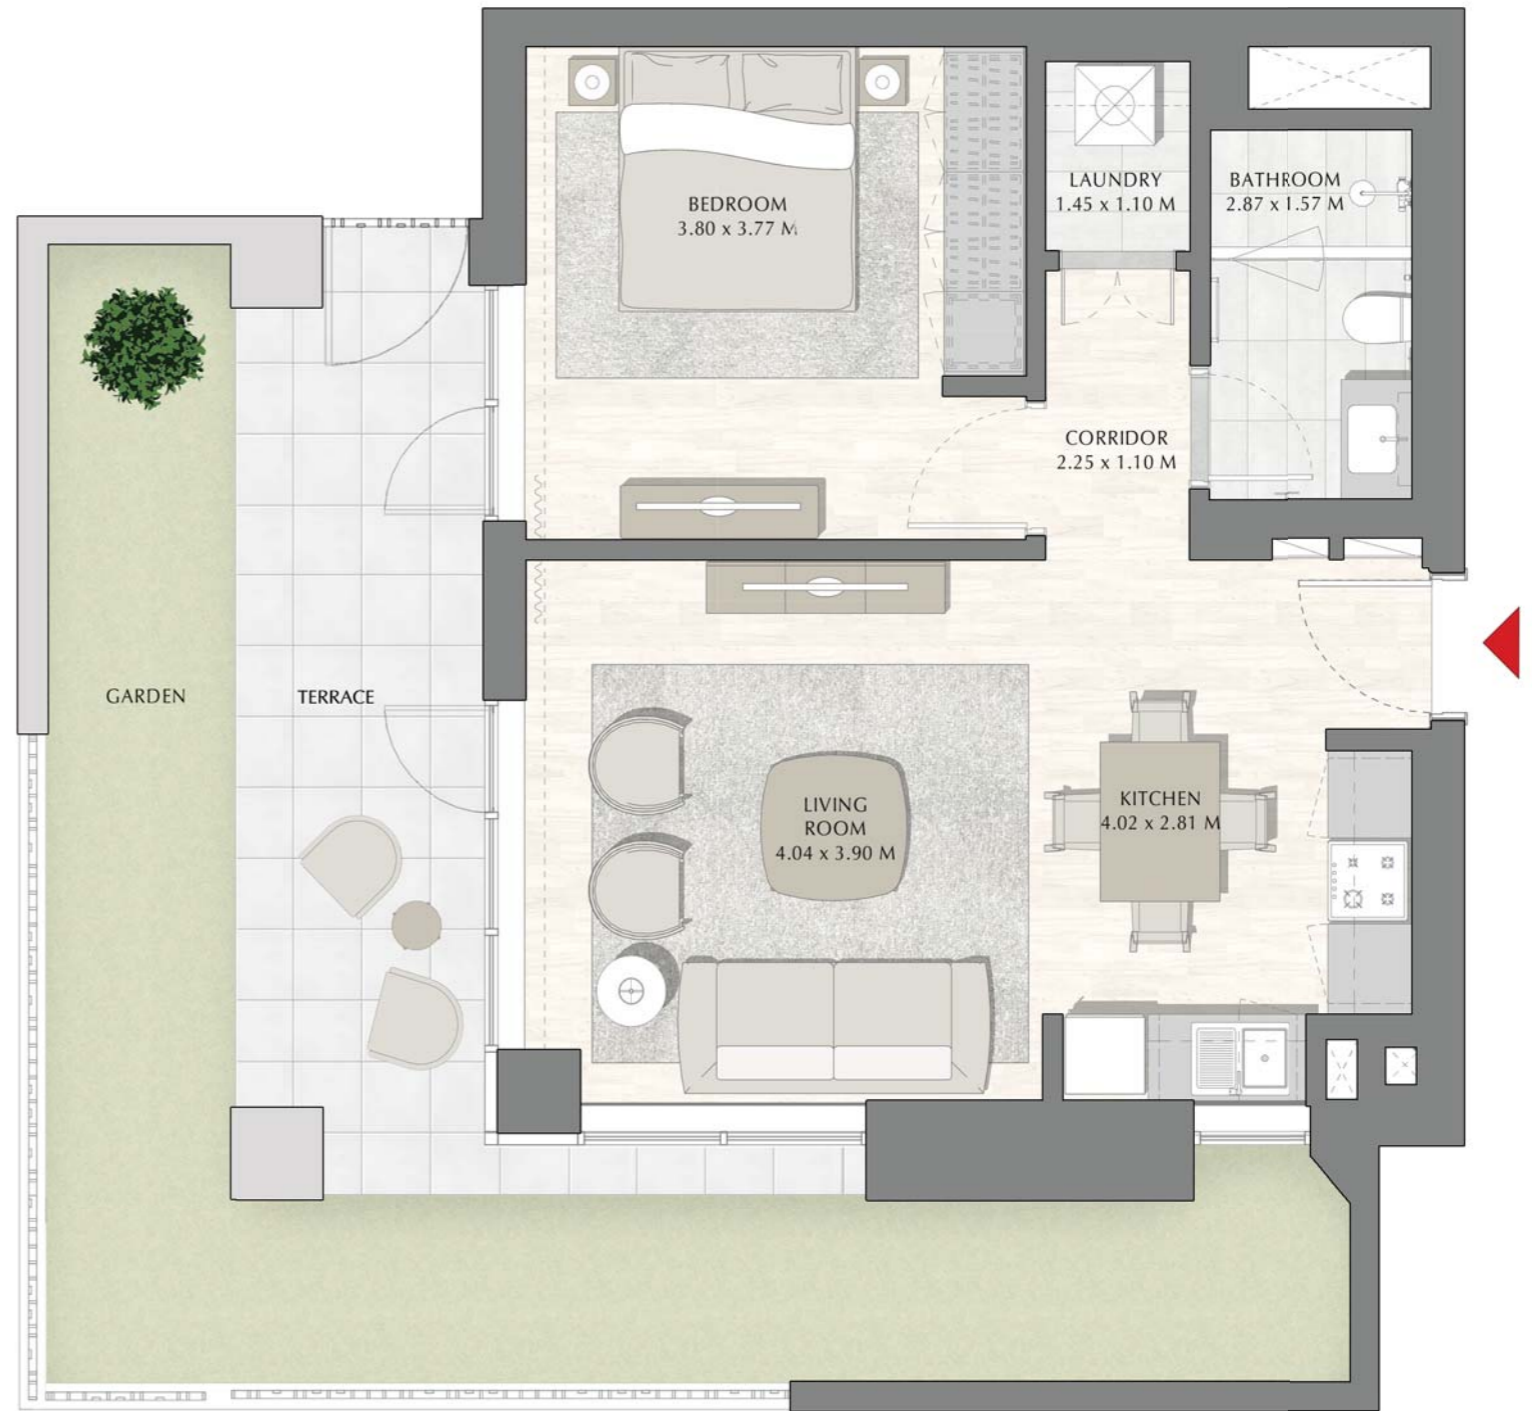 BEDROOM
3.80 x 3.77 M
LAUNDRY
1.45 x 1.10 M
BATHROOM
2.87 x 1.57 M
CORRIDOR
2.25 x 1.10 M
GARDEN
TERRACE
LIVING
ROOM
4.04 x 3.90 M
KITCHEN
4.02 x 2.81 M